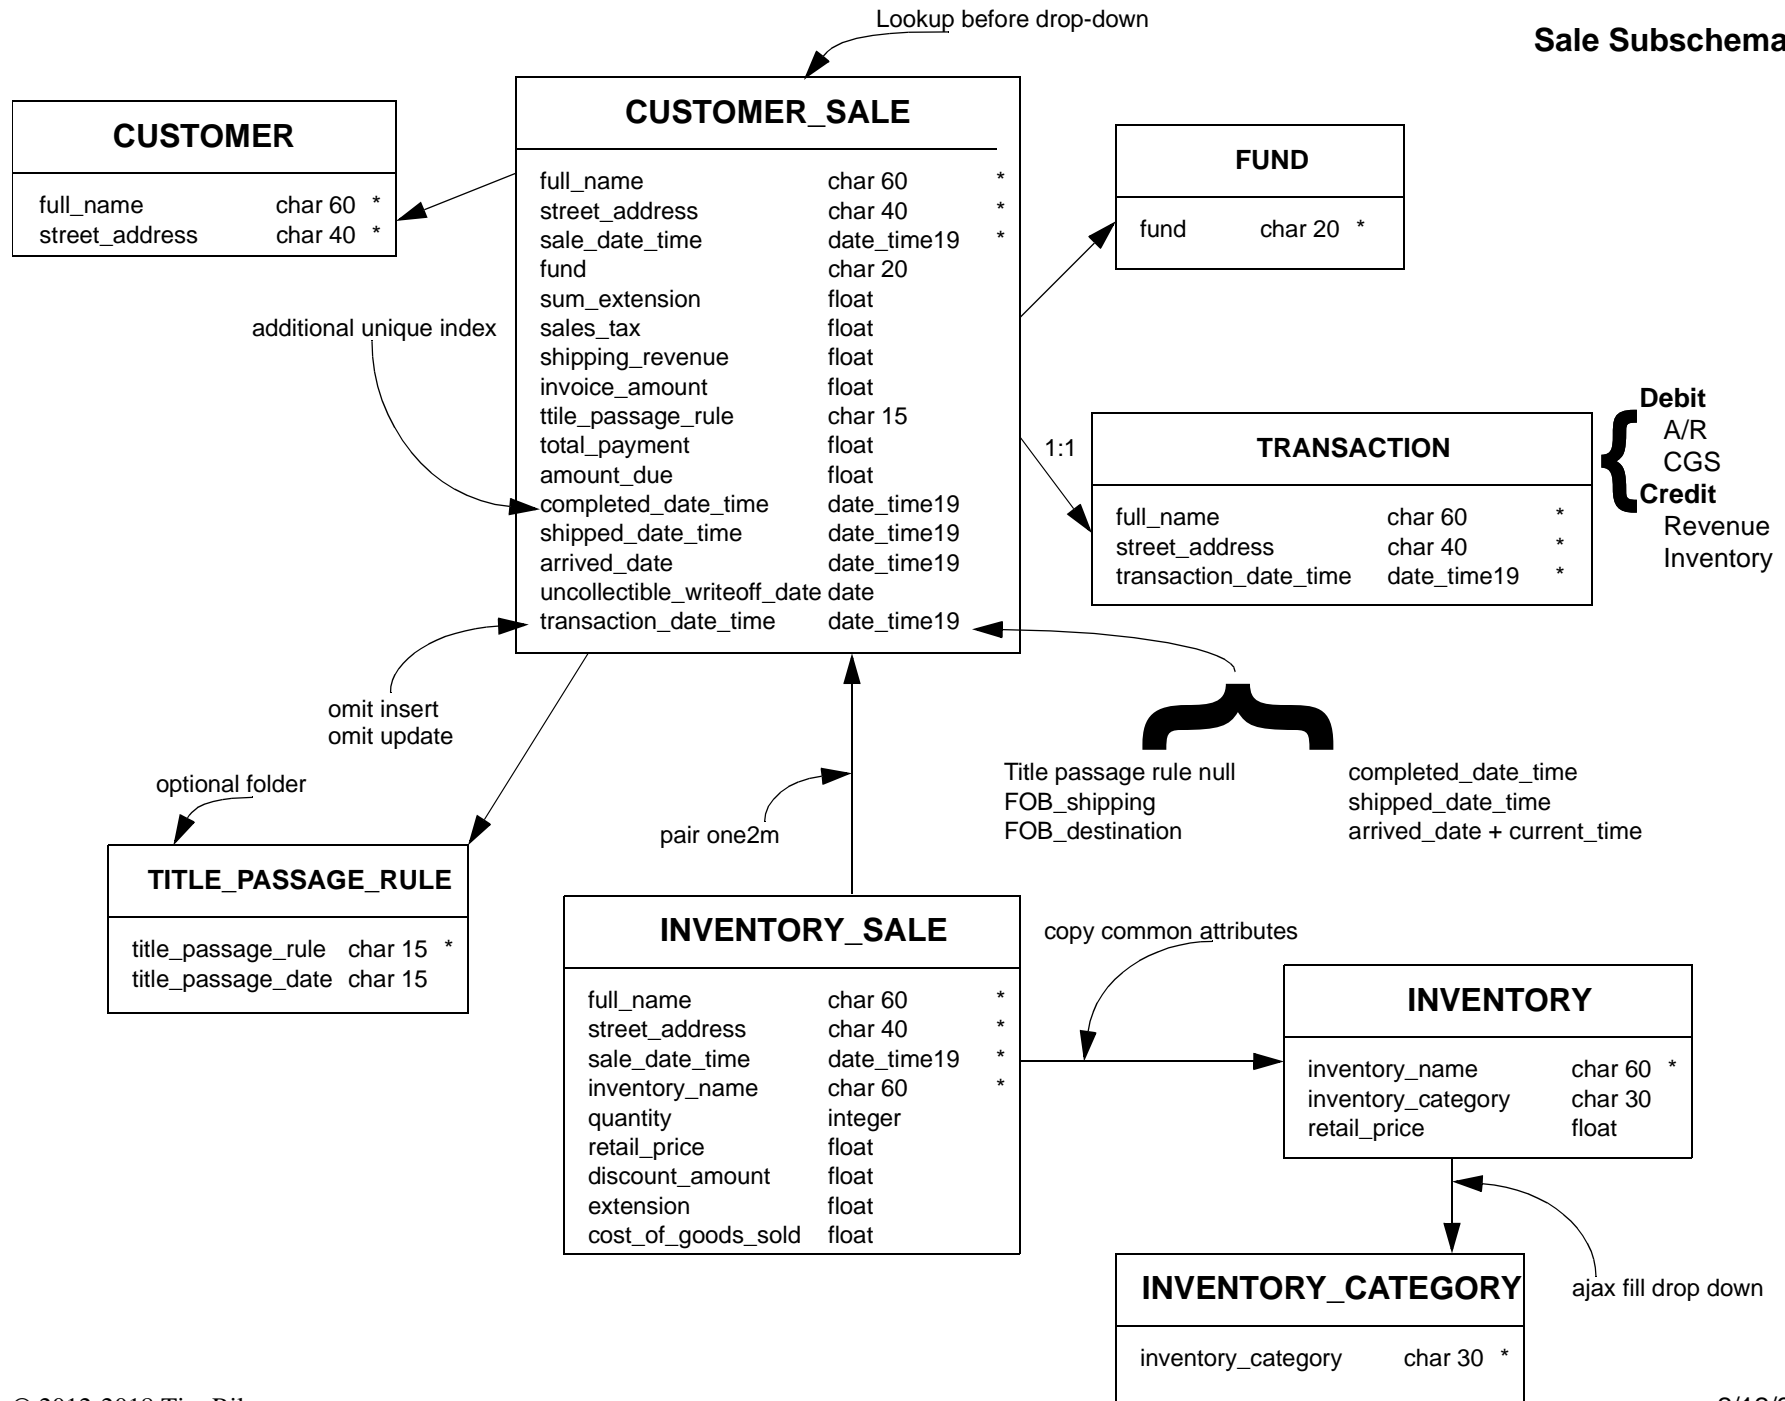 Lookup before drop-down
Sale Subschema
CUSTOMER
full_name char 60 *
street_address char 40 *
CUSTOMER_SALE
full_name char 60 *
street_address char 40 *
sale_date_time date_time19 *
fund char 20
sum_extension float
sales_tax float
shipping_revenue float
invoice_amount float
ttile_passage_rule char 15
total_payment float
amount_due float
completed_date_time date_time19
shipped_date_time date_time19
arrived_date date_time19
uncollectible_writeoff_date date
transaction_date_time date_time19
FUND
fund char 20 *
additional unique index
1:1
TRANSACTION
full_name char 60 *
street_address char 40 *
transaction_date_time date_time19 *
Debit
A/R
CGS
Credit
Revenue
Inventory
omit insert
omit update
optional folder
pair one2m
Title passage rule null completed_date_time
FOB_shipping shipped_date_time
FOB_destination arrived_date + current_time
TITLE_PASSAGE_RULE
title_passage_rule char 15 *
title_passage_date char 15
INVENTORY_SALE
full_name char 60 *
street_address char 40 *
sale_date_time date_time19 *
inventory_name char 60 *
quantity integer
retail_price float
discount_amount float
extension float
cost_of_goods_sold float
copy common attributes
INVENTORY
inventory_name char 60 *
inventory_category char 30
retail_price float
ajax fill drop down
INVENTORY_CATEGORY
inventory_category char 30 *